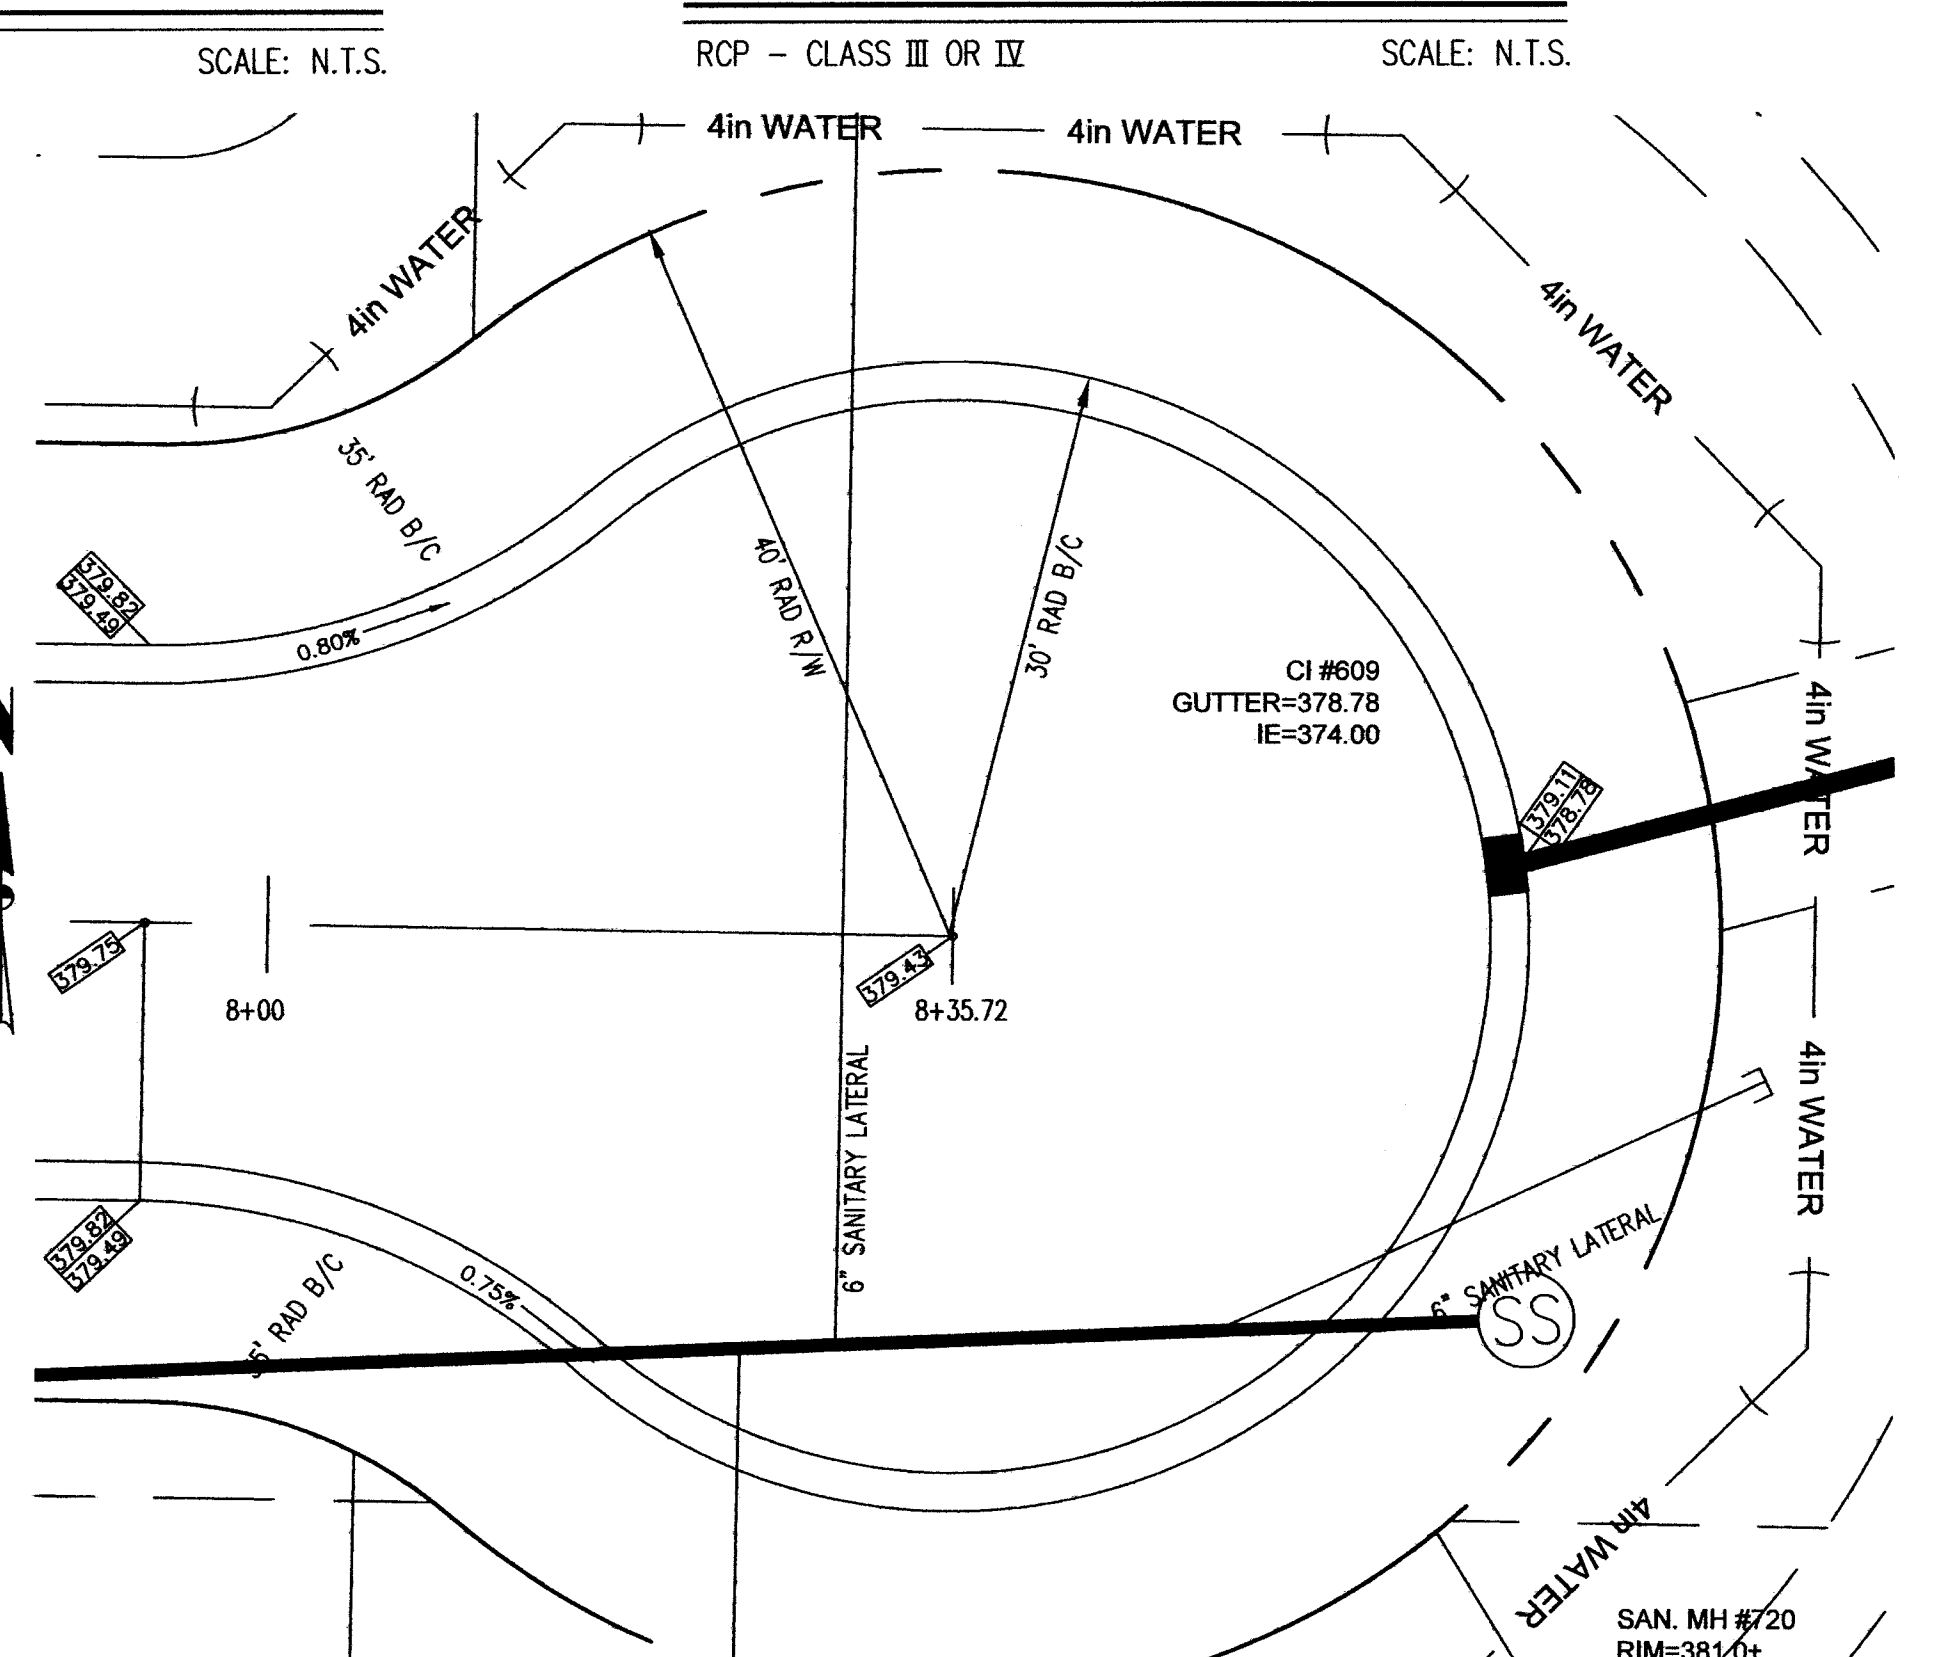 SCALE: N.T.S.
RCP - CLASS III OR IV
SCALE: N.T.S.
4in WATER
4in WATER
4in WATER
4in WATER
35' RAD B/C
379.82
379.49
0.80%
40' RAD R/W
30' RAD B/C
CI #609
GUTTER=378.78
IE=374.00
379.11
378.78
4in WATER
379.75
8+00
379.43
8+35.72
6" SANITARY LATERAL
4in WATER
379.82
379.49
RAD B/C
0.75%
6" SANITARY LATERAL
SS
4in WATER
SAN. MH #720
RIM=381.0±